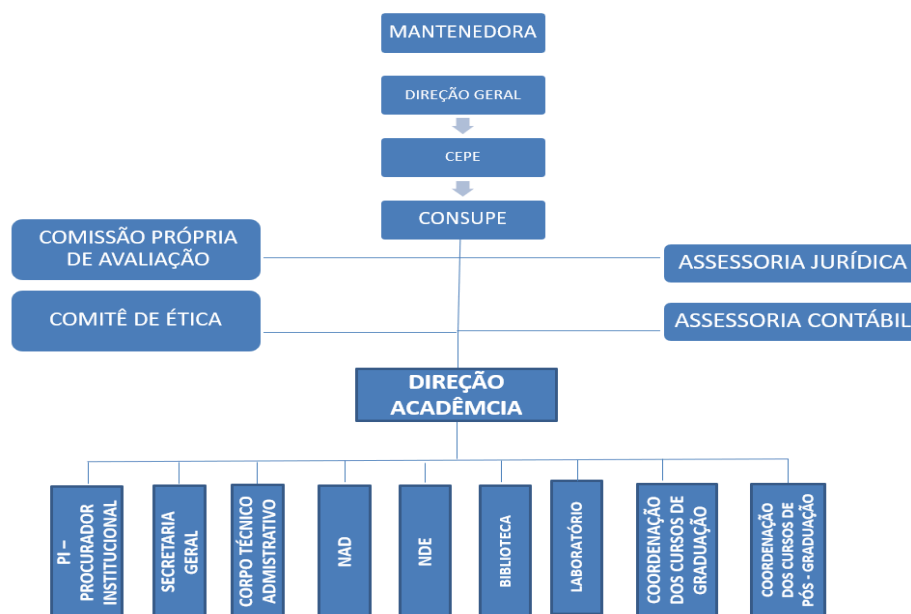 MANTENEDORA
DIREÇÃO GERAL
CEPE
CONSUPE
COMISSÃO PRÓPRIA
DE AVALIAÇÃO
ASSESSORIA JURÍDICA
COMITÊ DE ÉTICA
ASSESSORIA CONTÁBIL
DIREÇÃO
ACADÊMCIA
PI –
PROCURADOR
INSTITUCIONAL
SECRETARIA
GERAL
CORPO TÉCNICO
ADMISTRATIVO
NAD
NDE
BIBLIOTECA
LABORATÓRIO
COORDENAÇÃO
DOS CURSOS DE
GRADUAÇÃO
COORDENAÇÃO
DOS CURSOS DE
PÓS - GRADUAÇÃO